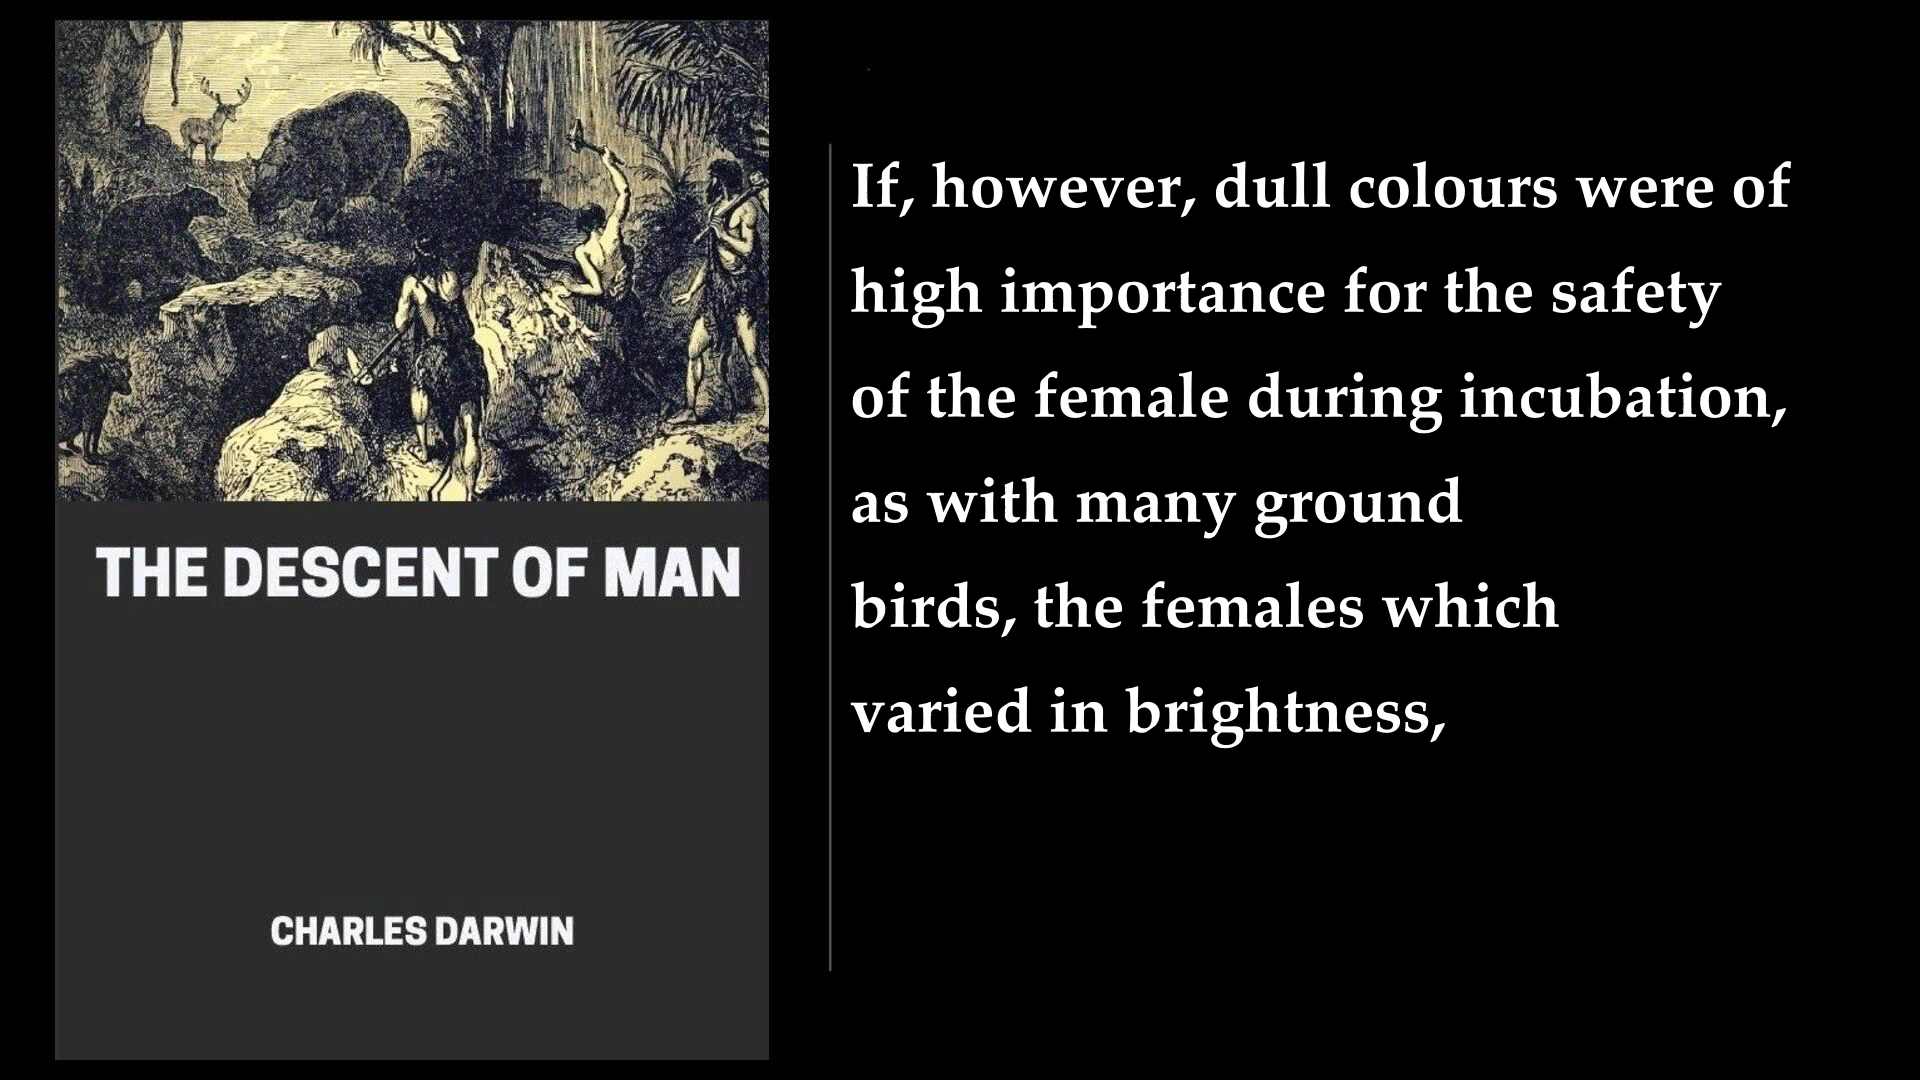 THE DESCENT OF MAN
CHARLES DARWIN
If, however, dull colours were of
high importance for the safety
of the female during incubation,
as with many ground
birds, the females which
varied in brightness,